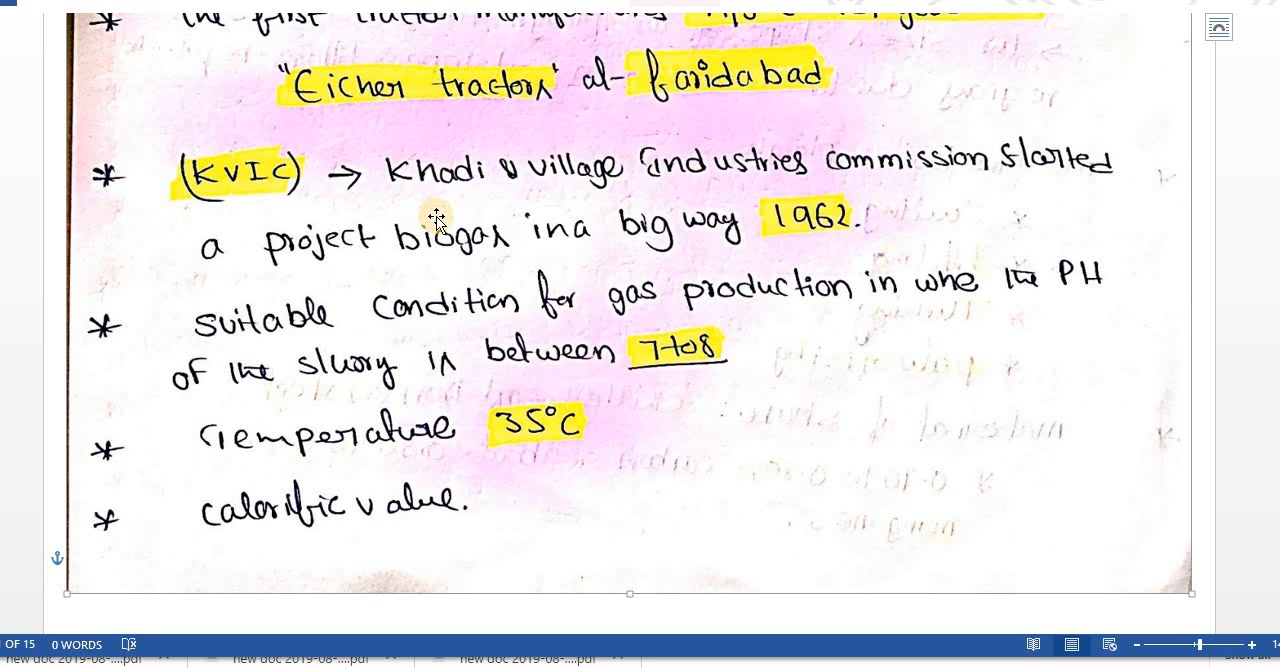 * the first
"Eicher tractors" at- faridabad
* (KVIC) → Khadi & village industries commission started
a project biogas in a big way 1962.
* suitable condition for gas production in whe the PH
of the slurry is between 7 to 8
* Temperature 35°C
* calorific value.
OF 15 0 WORDS
new doc 2019-08-....pdf new doc 2019-08-....pdf new doc 2019-08-....pdf